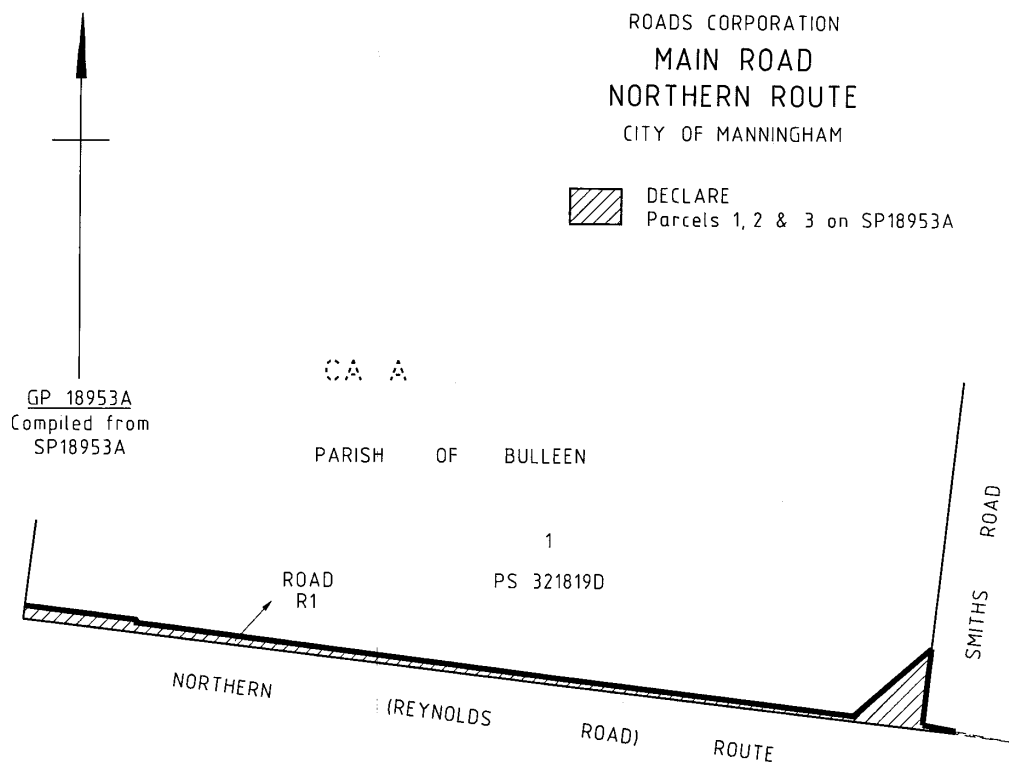 ROADS CORPORATION
MAIN ROAD
NORTHERN ROUTE
CITY OF MANNINGHAM
DECLARE
Parcels 1, 2 & 3 on SP18953A
CA A
GP 18953A
Compiled from
SP18953A
PARISH OF BULLEEN
1
PS 321819D
ROAD
R1
SMITHS ROAD
NORTHERN (REYNOLDS ROAD) ROUTE